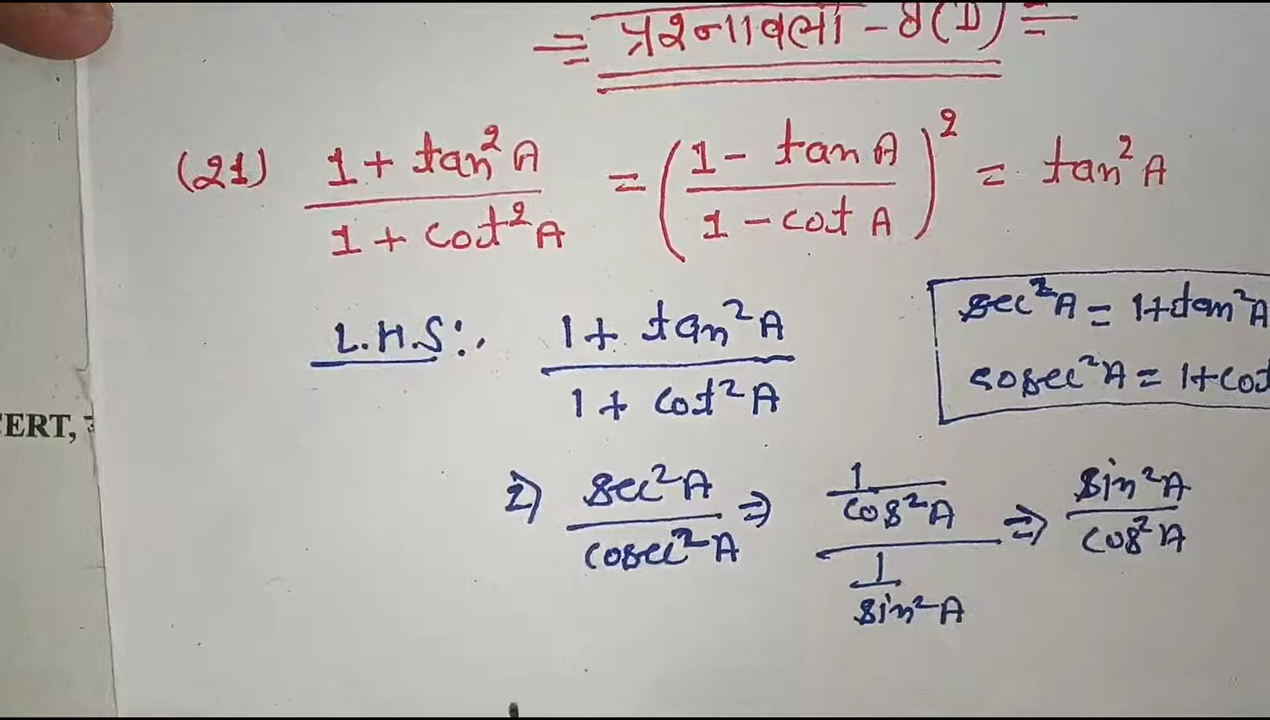 = प्रश्नावली - 8(D) =
(21) (1 + tan²A)/(1 + cot²A) = ((1 - tan A)/(1 - cot A))² = tan²A
L.H.S:. (1 + tan²A)/(1 + cot²A)
sec²A = 1+tan²A
cosec²A = 1+cot
⇒ sec²A/cosec²A ⇒ (1/cos²A)/(1/sin²A) ⇒ sin²A/cos²A
ERT,